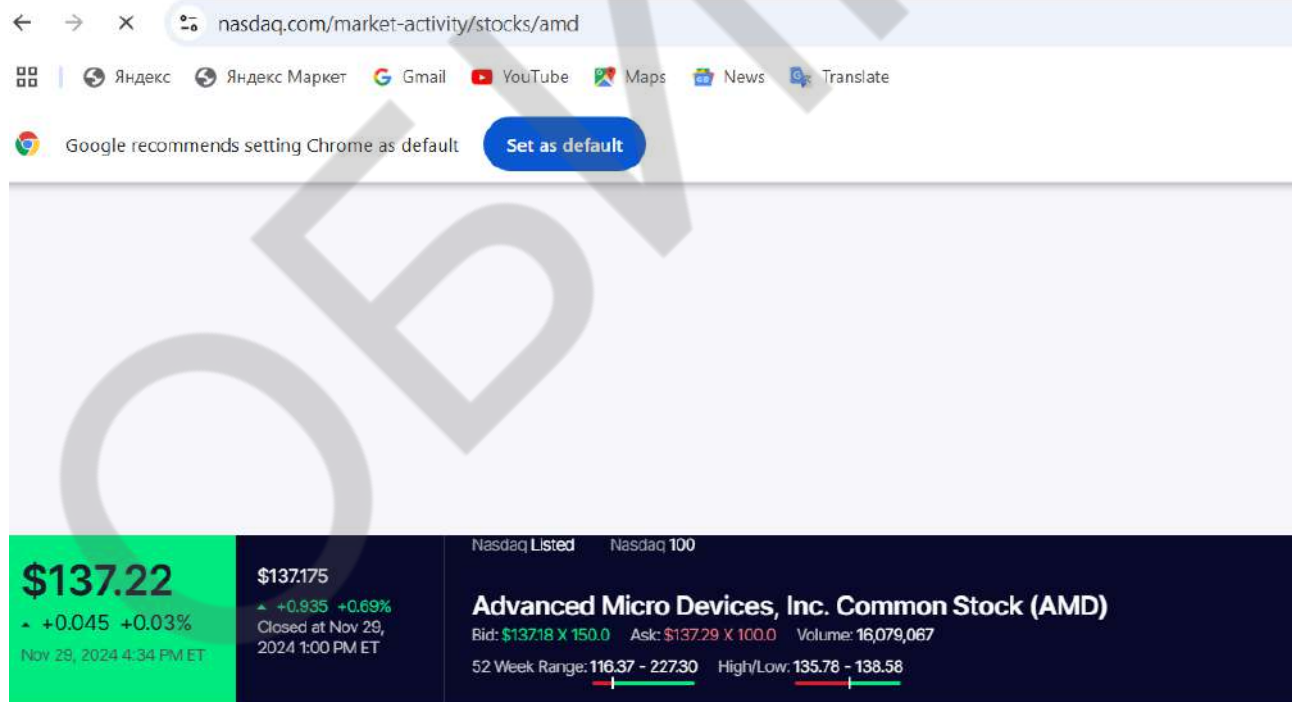 nasdaq.com/market-activity/stocks/amd
Яндекс Яндекс Маркет Gmail YouTube Maps News Translate
Google recommends setting Chrome as default Set as default
Nasdaq Listed Nasdaq 100
$137.22
+0.045 +0.03%
Nov 29, 2024 4:34 PM ET
$137.175
+0.935 +0.69%
Closed at Nov 29,
2024 1:00 PM ET
Advanced Micro Devices, Inc. Common Stock (AMD)
Bid: $137.18 X 150.0 Ask: $137.29 X 100.0 Volume: 16,079,067
52 Week Range: 116.37 - 227.30 High/Low: 135.78 - 138.58